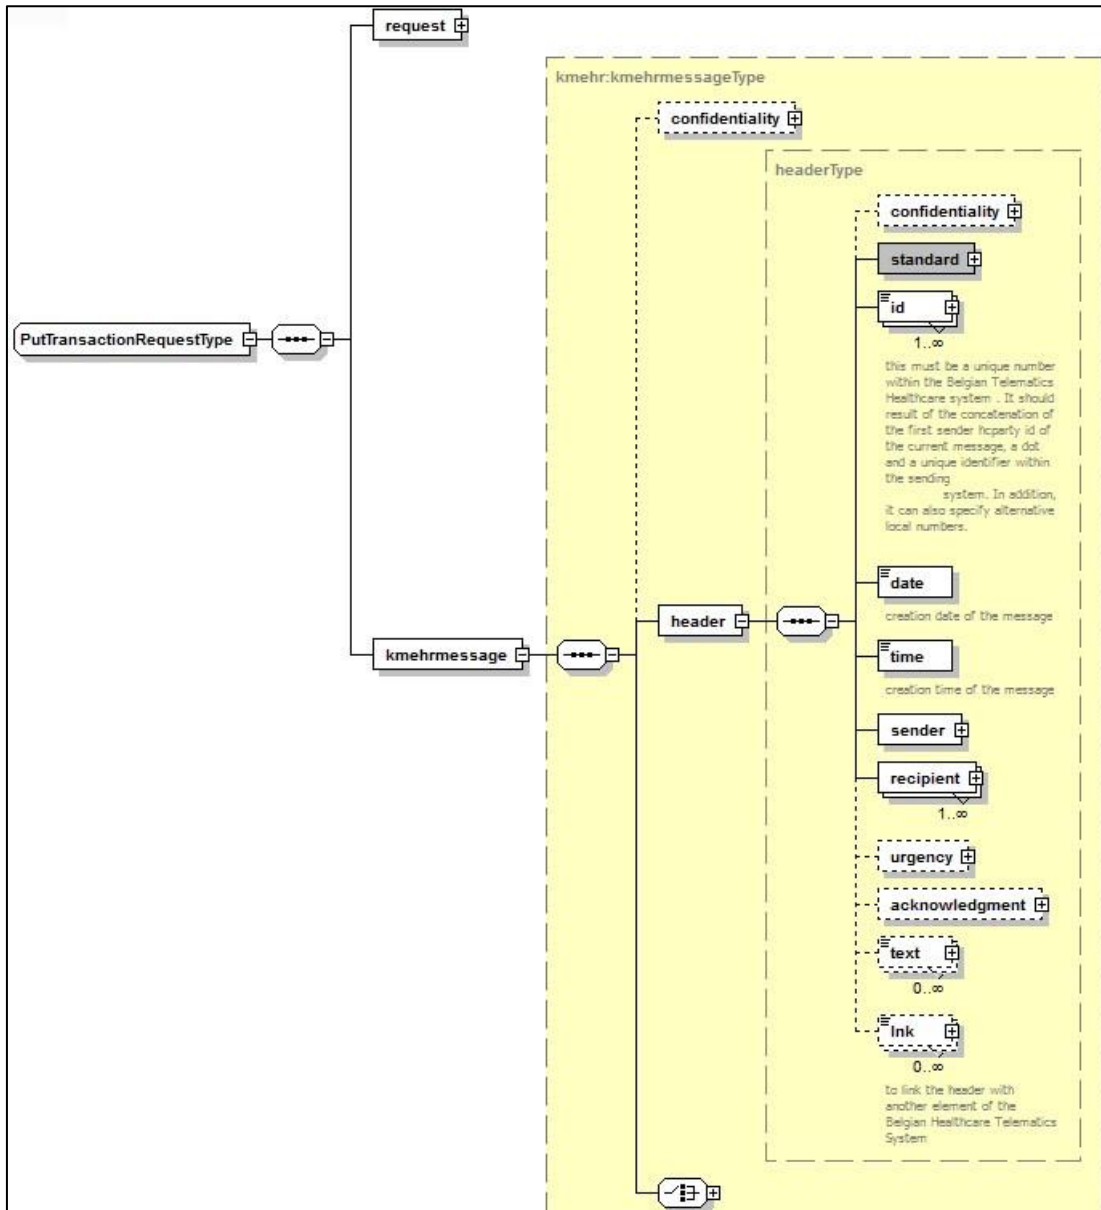 request
kmehr:kmehrmessageType
confidentiality
headerType
confidentiality
standard
id
1..∞
this must be a unique number
within the Belgian Telematics
Healthcare system . It should
result of the concatenation of
the first sender hcparty id of
the current message, a dot
and a unique identifier within
the sending
system. In addition,
it can also specify alternative
local numbers.
PutTransactionRequestType
date
creation date of the message
header
kmehrmessage
time
creation time of the message
sender
recipient
1..∞
urgency
acknowledgment
text
0..∞
lnk
0..∞
to link the header with
another element of the
Belgian Healthcare Telematics
System